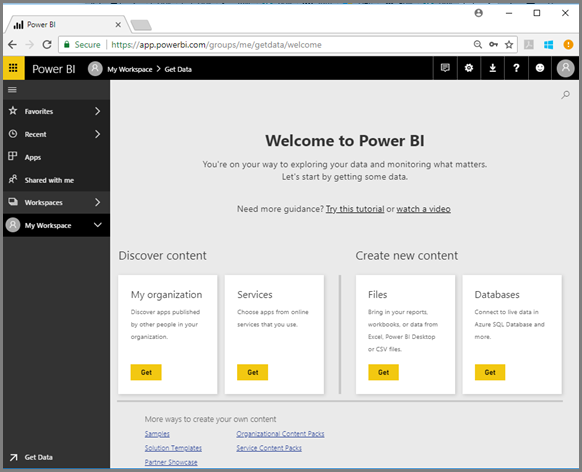 Power BI
Secure
https://app.powerbi.com/groups/me/getdata/welcome
Power BI
My Workspace > Get Data
Favorites
Recent
Apps
Shared with me
Workspaces
My Workspace
Get Data
Welcome to Power BI
You're on your way to exploring your data and monitoring what matters.
Let's start by getting some data.
Need more guidance? Try this tutorial or watch a video
Discover content
My organization
Discover apps published
by other people in your
organization.
Get
Services
Choose apps from online
services that you use.
Get
Create new content
Files
Bring in your reports,
workbooks, or data from
Excel, Power BI Desktop
or CSV files.
Get
Databases
Connect to live data in
Azure SQL Database and
more.
Get
More ways to create your own content
Samples
Solution Templates
Partner Showcase
Organizational Content Packs
Service Content Packs